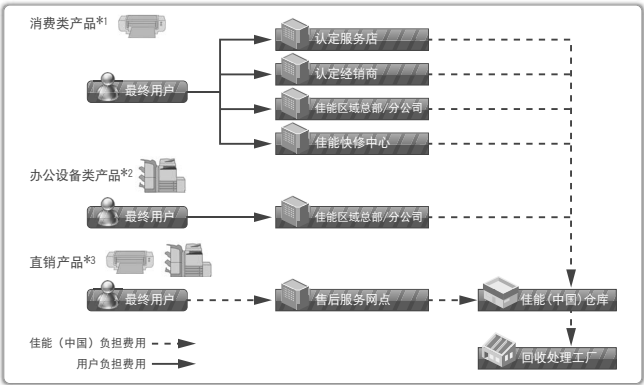 消费类产品*1
认定服务店
认定经销商
最终用户
佳能区域总部/分公司
佳能快修中心
办公设备类产品*2
最终用户
佳能区域总部/分公司
直销产品*3
最终用户
售后服务网点
佳能(中国)仓库
佳能（中国）负担费用
用户负担费用
回收处理工厂